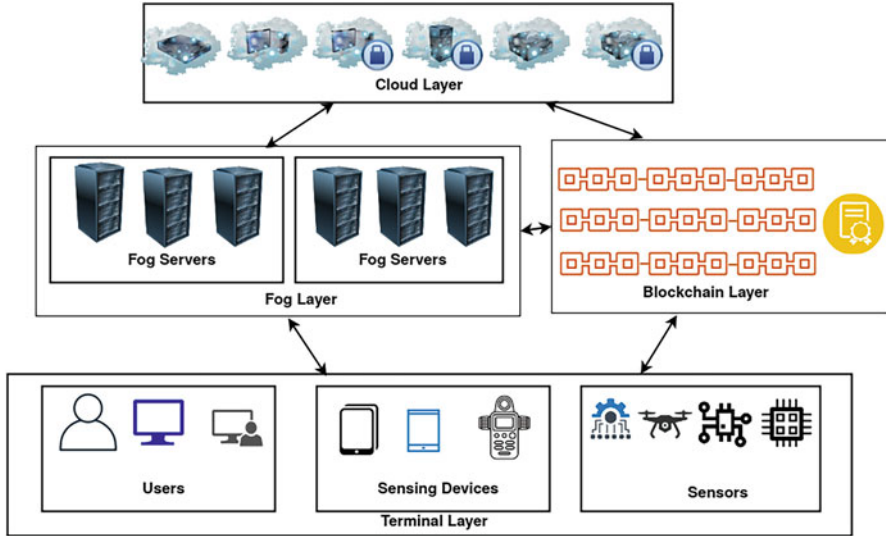 Cloud Layer
Fog Servers
Fog Servers
Fog Layer
Blockchain Layer
Users
Sensing Devices
Sensors
Terminal Layer